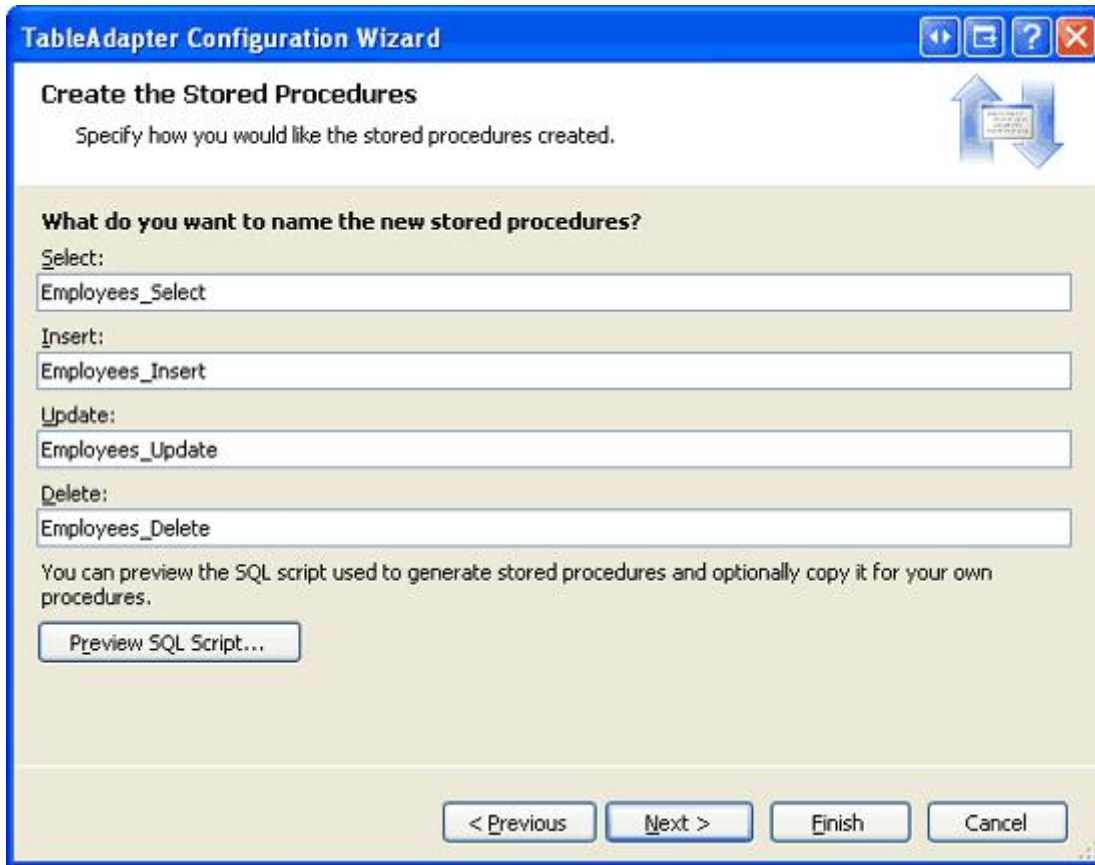 TableAdapter Configuration Wizard
Create the Stored Procedures
Specify how you would like the stored procedures created.
What do you want to name the new stored procedures?
Select:
Employees_Select
Insert:
Employees_Insert
Update:
Employees_Update
Delete:
Employees_Delete
You can preview the SQL script used to generate stored procedures and optionally copy it for your own
procedures.
Preview SQL Script...
< Previous Next > Finish Cancel